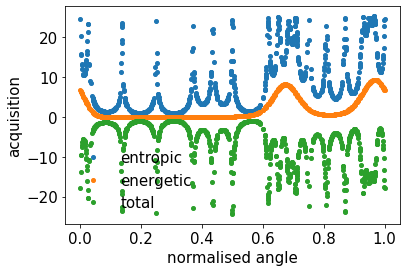 acquisition
20
10
0
−10
−20
entropic
energetic
total
0.0 0.2 0.4 0.6 0.8 1.0
normalised angle